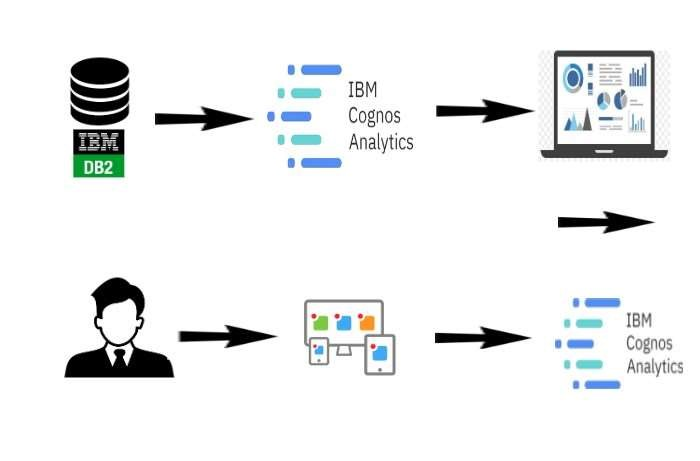 IBM
Cognos
Analytics
IBM
DB2
IBM
Cognos
Analytics